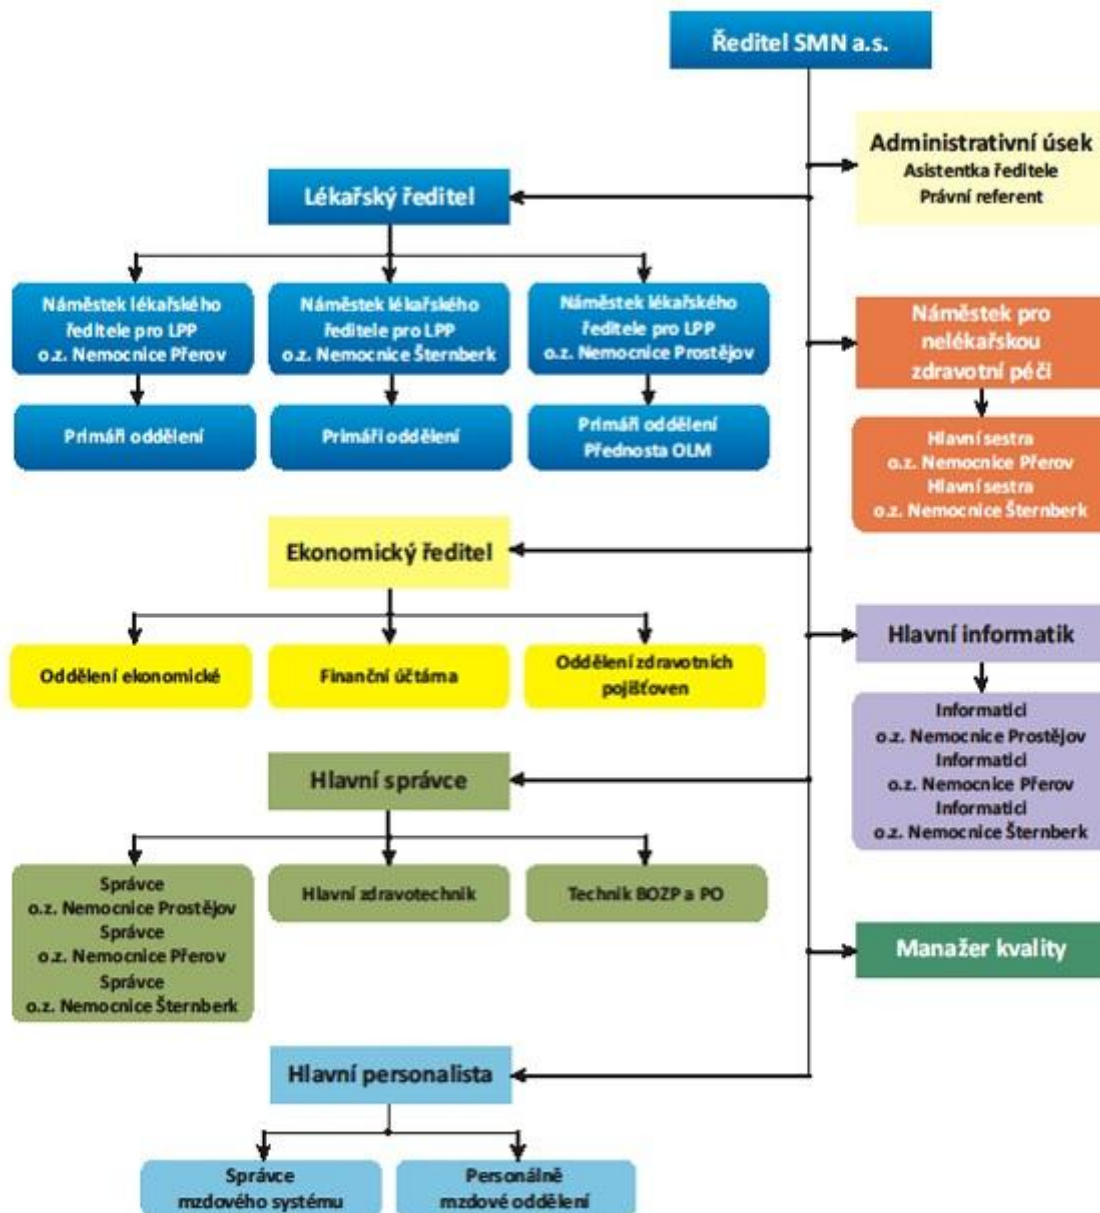 Ředitel SMN a.s.
Administrativní úsek
Asistentka ředitele
Právní referent
Lékařský ředitel
Náměstek lékařského
ředitele pro LPP
o.z. Nemocnice Přerov
Náměstek lékařského
ředitele pro LPP
o.z. Nemocnice Šternberk
Náměstek lékařského
ředitele pro LPP
o.z. Nemocnice Prostějov
Primáři oddělení
Primáři oddělení
Primáři oddělení
Přednosta OLM
Náměstek pro
nelékařskou
zdravotní péči
Hlavní sestra
o.z. Nemocnice Přerov
Hlavní sestra
o.z. Nemocnice Šternberk
Ekonomický ředitel
Oddělení ekonomické
Finanční účtárna
Oddělení zdravotních
pojišťoven
Hlavní informatik
Informatici
o.z. Nemocnice Prostějov
Informatici
o.z. Nemocnice Přerov
Informatici
o.z. Nemocnice Šternberk
Hlavní správce
Správce
o.z. Nemocnice Prostějov
Správce
o.z. Nemocnice Přerov
Správce
o.z. Nemocnice Šternberk
Hlavní zdravotechnik
Technik BOZP a PO
Manažer kvality
Hlavní personalista
Správce
mzdového systému
Personálně
mzdové oddělení